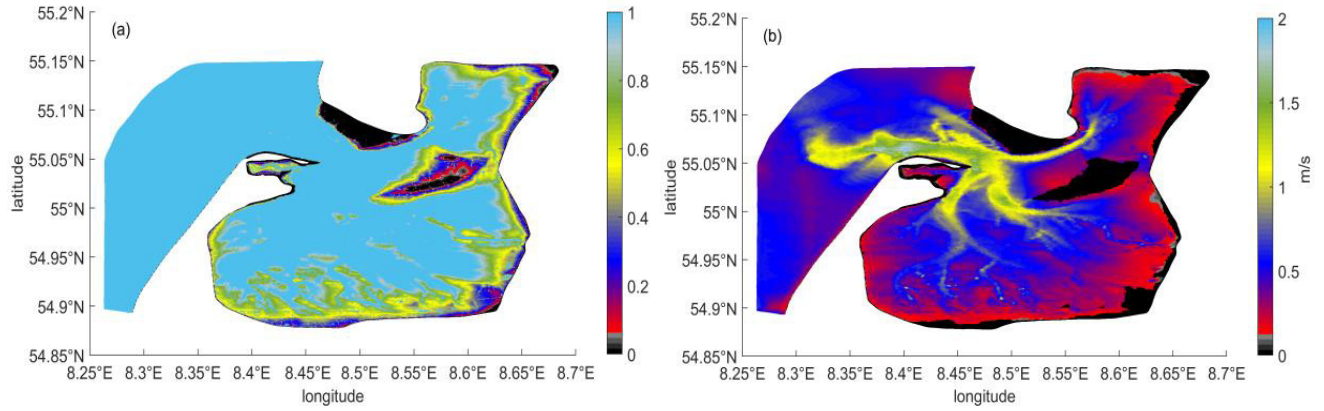 (a)
55.2°N
55.15°N
55.1°N
55.05°N
55°N
54.95°N
54.9°N
54.85°N
latitude
8.25°E 8.3°E 8.35°E 8.4°E 8.45°E 8.5°E 8.55°E 8.6°E 8.65°E 8.7°E
longitude
1
0.8
0.6
0.4
0.2
0
(b)
55.2°N
55.15°N
55.1°N
55.05°N
55°N
54.95°N
54.9°N
54.85°N
latitude
8.25°E 8.3°E 8.35°E 8.4°E 8.45°E 8.5°E 8.55°E 8.6°E 8.65°E 8.7°E
longitude
2
1.5
1
0.5
0
m/s